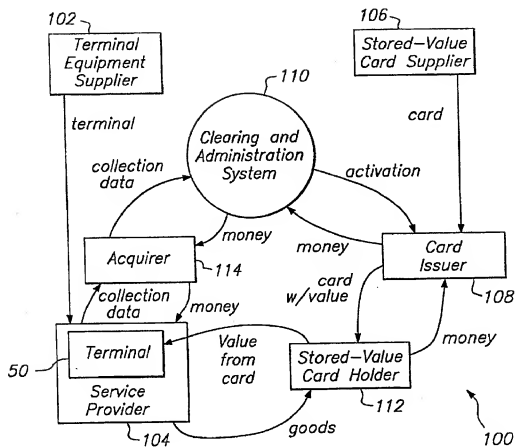 102
Terminal
Equipment
Supplier
106
Stored-Value
Card Supplier
110
terminal
card
Clearing and
Administration
System
collection
data
activation
money
money
Acquirer
114
Card
Issuer
108
card
w/value
collection
data
money
money
50
Terminal
Value
from
card
Stored-Value
Card Holder
112
Service
Provider
104
goods
100